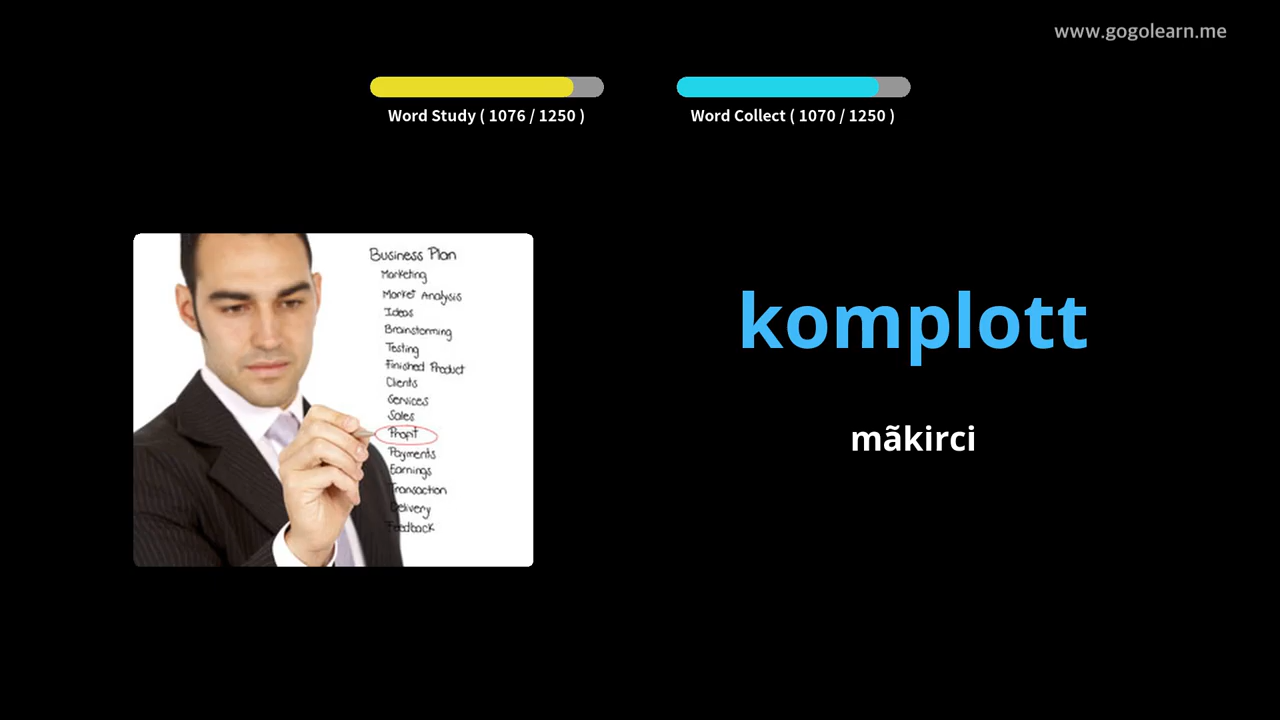 www.gogolearn.me
Word Study ( 1076 / 1250 )
Word Collect ( 1070 / 1250 )
Business Plan
Marketing
Market Analysis
Ideas
Brainstorming
Testing
Finished Product
Clients
Services
Sales
Profit
Payments
Earnings
Transaction
Delivery
Feedback
komplott
mãkirci